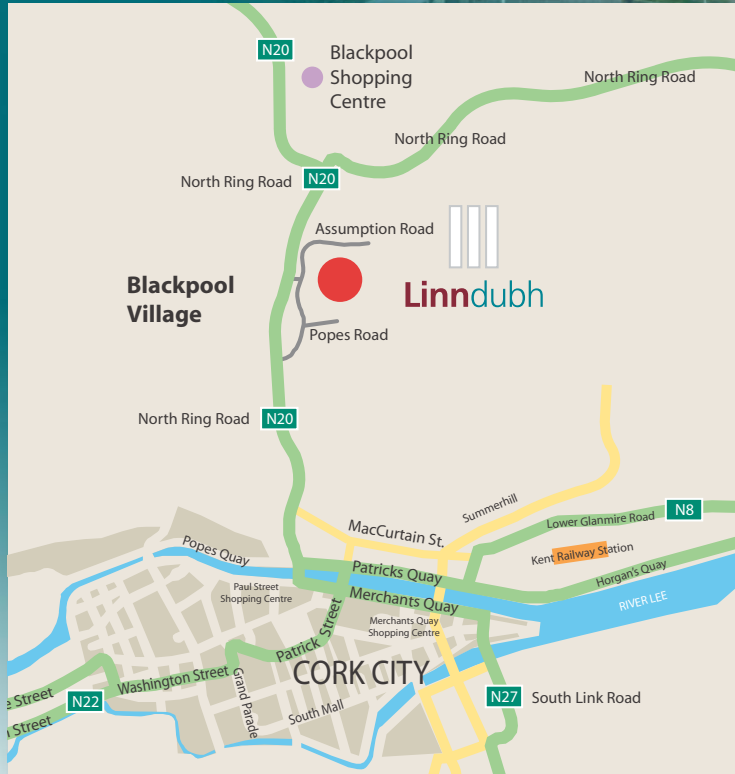 N20
Blackpool
Shopping
Centre
North Ring Road
North Ring Road
North Ring Road
N20
Assumption Road
Blackpool
Village
Linndubh
Popes Road
North Ring Road
N20
Summerhill
N8
Lower Glanmire Road
MacCurtain St.
Popes Quay
Kent Railway Station
Patricks Quay
Horgan's Quay
Paul Street
Shopping Centre
Merchants Quay
RIVER LEE
Merchants Quay
Shopping Centre
Patrick Street
CORK CITY
Washington Street
Grand Parade
e Street
N22
N27
South Link Road
South Mall
Street